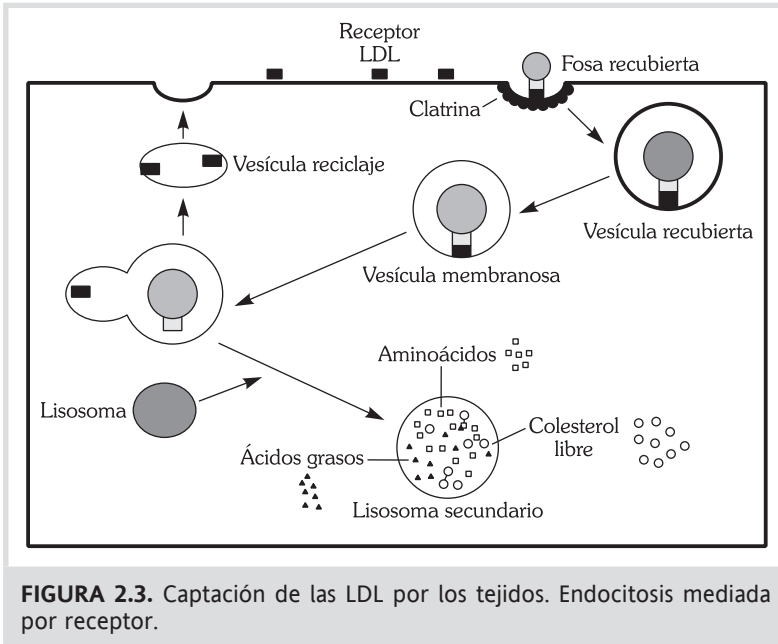 Receptor
LDL
Fosa recubierta
Clatrina
Vesícula reciclaje
Vesícula recubierta
Vesícula membranosa
Aminoácidos
Lisosoma
Colesterol
libre
Ácidos grasos
Lisosoma secundario
FIGURA 2.3. Captación de las LDL por los tejidos. Endocitosis mediada
por receptor.